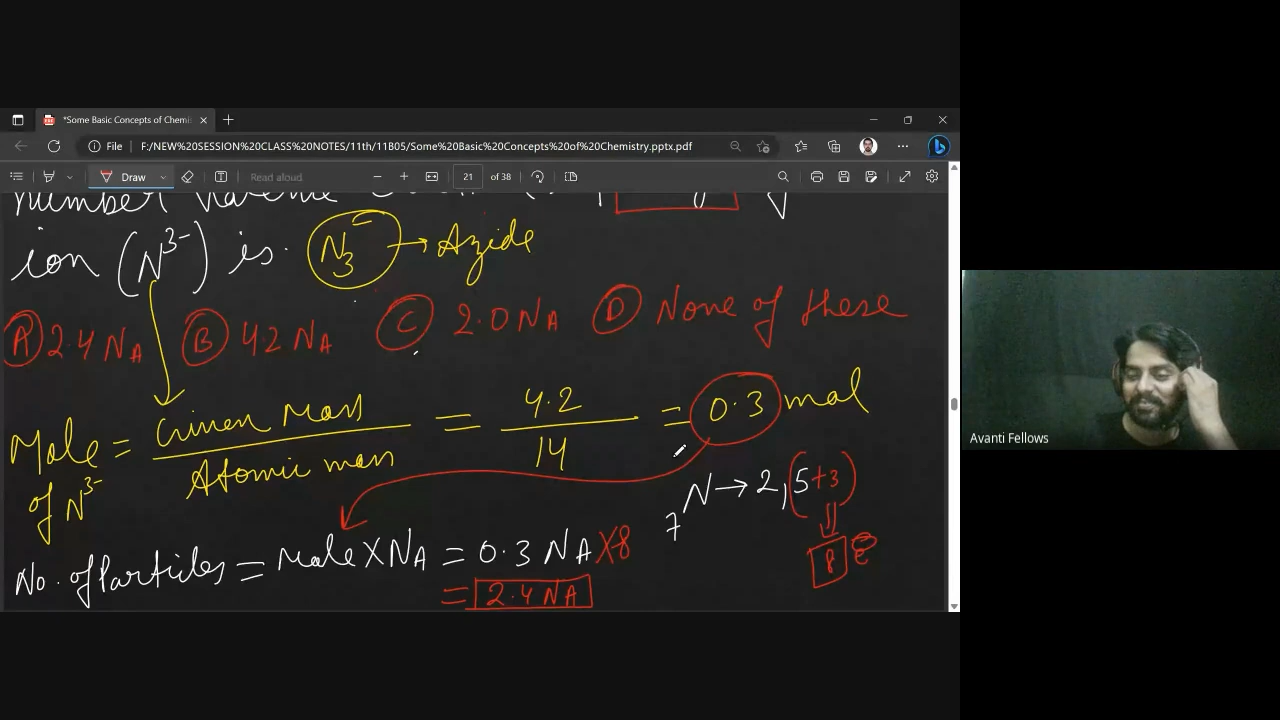 *Some Basic Concepts of Chemi
File F:/NEW%20SESSION%20CLASS%20NOTES/11th/11B05/Some%20Basic%20Concepts%20of%20Chemistry.pptx.pdf
Draw Read aloud 21 of 38
number
ion (N³⁻) is. N₃⁻ → Azide
(A) 2.4 NA (B) 4.2 NA (C) 2.0 NA (D) None of these
Mole of N³⁻ = Given Mass / Atomic mass = 4.2 / 14 = 0.3 mol
₇N → 2, (5+3)
8 e⊖
No. of Particles = Mole X NA = 0.3 NA X8
= 2.4 NA
Avanti Fellows